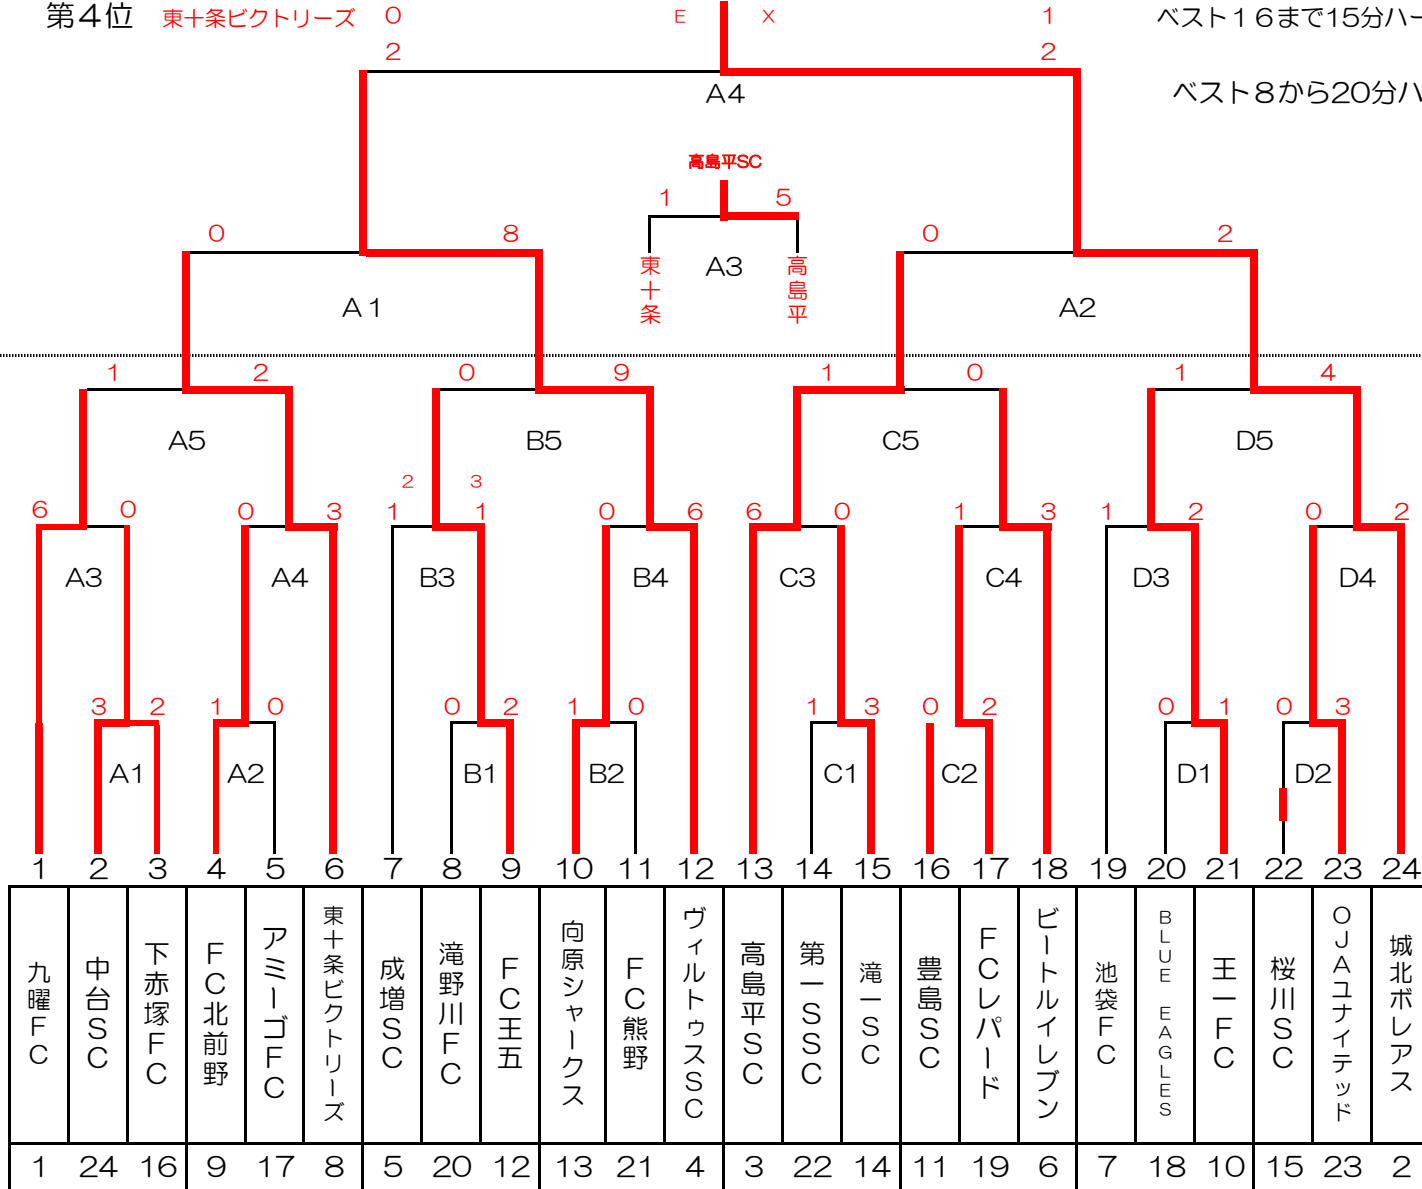 第4位 東十条ビクトリーズ 0 E X 1 ベスト16まで15分ハー
2 2
A4 ベスト8から20分ハ
高島平SC
1 5
0 8 0 2
東十条 A3 高島平
A1 A2
1 2 0 9 1 0 1 4
A5 B5 C5 D5
2 3
6 0 0 3 1 1 0 6 6 0 1 3 1 2 0 2
A3 A4 B3 B4 C3 C4 D3 D4
3 2 1 0 0 2 1 0 1 3 0 2 0 1 0 3
A1 A2 B1 B2 C1 C2 D1 D2
1 2 3 4 5 6 7 8 9 10 11 12 13 14 15 16 17 18 19 20 21 22 23 24
九曜FC
中台SC
下赤塚FC
FC北前野
アミーゴFC
東十条ビクトリーズ
成増SC
滝野川FC
FC王五
向原シャークス
FC熊野
ヴィルトゥスSC
高島平SC
第一SSC
滝一SC
豊島SC
FCレパード
ビートルイレブン
池袋FC
BLUE EAGLES
王一FC
桜川SC
OJAユナイテッド
城北ボレアス
1 24 16 9 17 8 5 20 12 13 21 4 3 22 14 11 19 6 7 18 10 15 23 2